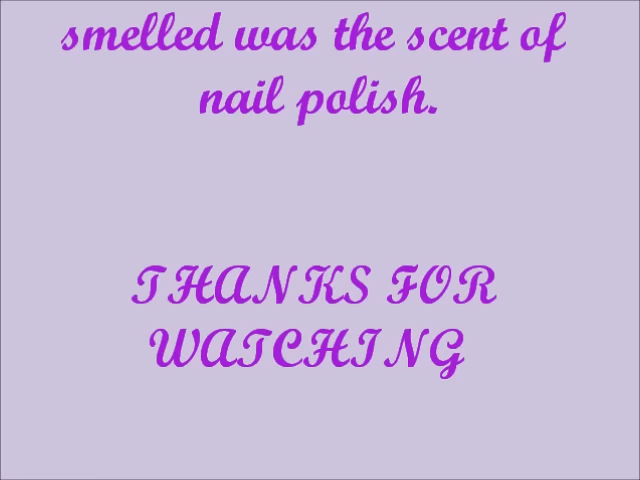 smelled was the scent of
nail polish.
THANKS FOR
WATCHING